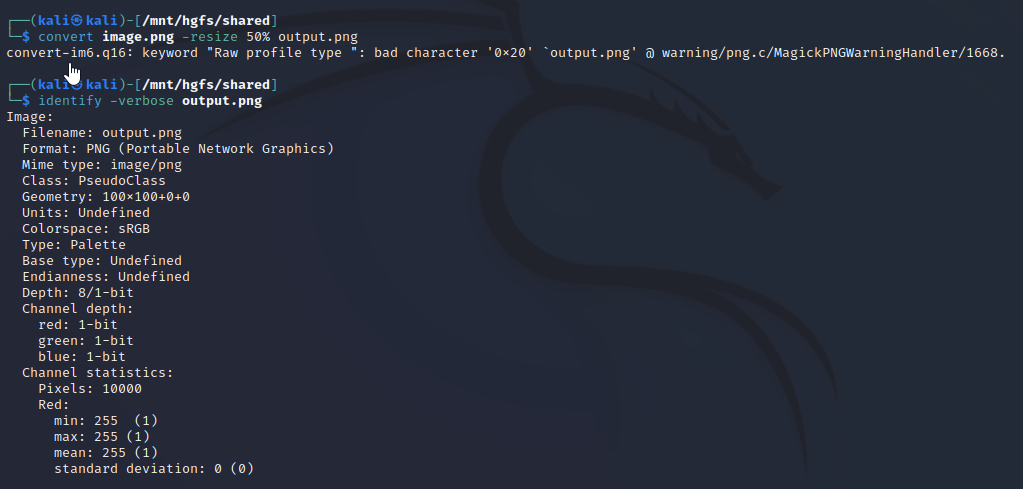 ┌──(kali㉿kali)-[/mnt/hgfs/shared]
└─$ convert image.png -resize 50% output.png
convert-im6.q16: keyword "Raw profile type ": bad character '0×20' `output.png' @ warning/png.c/MagickPNGWarningHandler/1668.
┌──(kali㉿kali)-[/mnt/hgfs/shared]
└─$ identify -verbose output.png
Image:
  Filename: output.png
  Format: PNG (Portable Network Graphics)
  Mime type: image/png
  Class: PseudoClass
  Geometry: 100×100+0+0
  Units: Undefined
  Colorspace: sRGB
  Type: Palette
  Base type: Undefined
  Endianness: Undefined
  Depth: 8/1-bit
  Channel depth:
    red: 1-bit
    green: 1-bit
    blue: 1-bit
  Channel statistics:
    Pixels: 10000
    Red:
      min: 255  (1)
      max: 255 (1)
      mean: 255 (1)
      standard deviation: 0 (0)